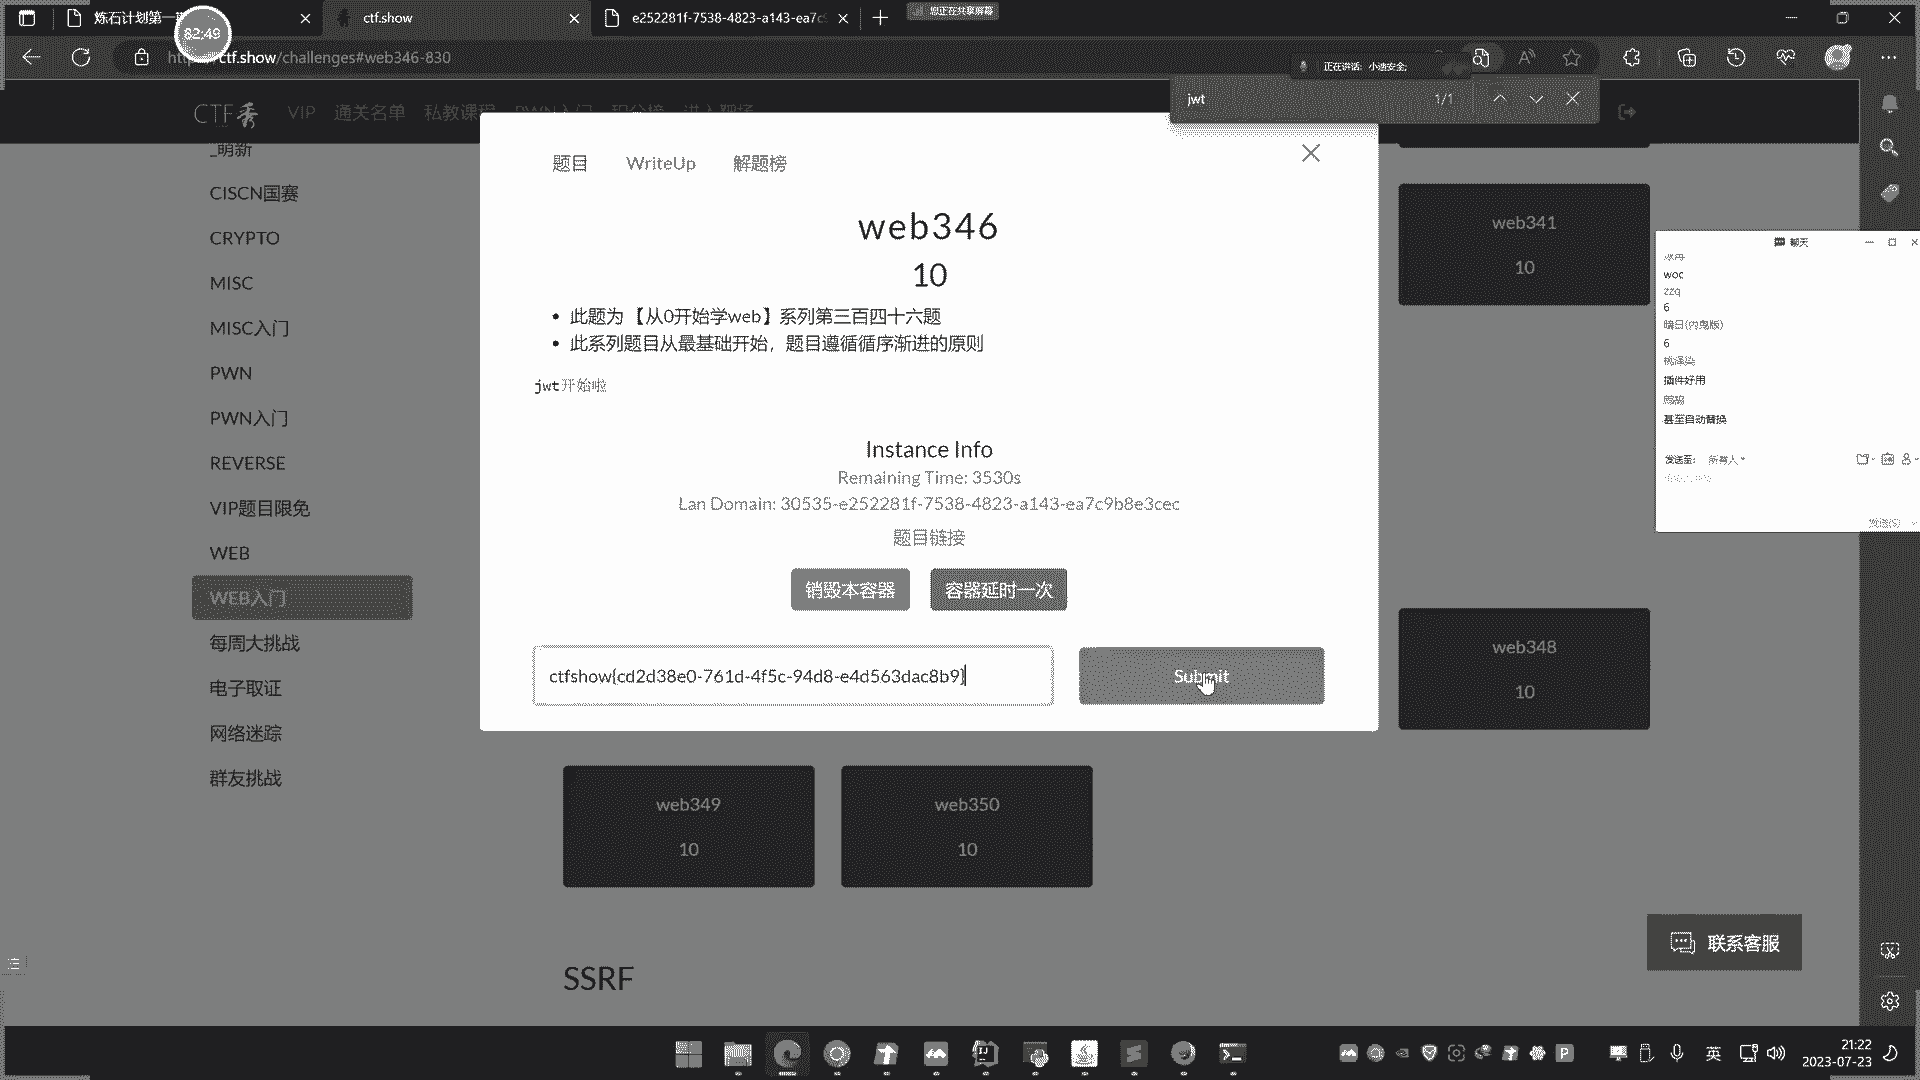 炼石计划第一
ctf.show
e252281f-7538-4823-a143-ea7c
您正在共享屏幕
82:49
ctf.show/challenges#web346-830
正在讲话: 小迪安全;
jwt
1/1
CTF秀
VIP
通关名单
私教课程
PWN入门
积分榜
进入靶场
_萌新
CISCN国赛
CRYPTO
MISC
MISC入门
PWN
PWN入门
REVERSE
VIP题目限免
WEB
WEB入门
每周大挑战
电子取证
网络迷踪
群友挑战
题目
WriteUp
解题榜
web346
10
此题为 【从0开始学web】系列第三百四十六题
此系列题目从最基础开始，题目遵循循序渐进的原则
jwt开始啦
Instance Info
Remaining Time: 3530s
Lan Domain: 30535-e252281f-7538-4823-a143-ea7c9b8e3cec
题目链接
销毁本容器
容器延时一次
ctfshow{cd2d38e0-761d-4f5c-94d8-e4d563dac8b9}
Submit
web341
10
web348
10
web349
10
web350
10
SSRF
聊天
woc
zzq
6
暗日(内鬼版)
6
插件好用
甚至自动替换
发送至:
所有人
发送(S)
联系客服
英
21:22
2023-07-23